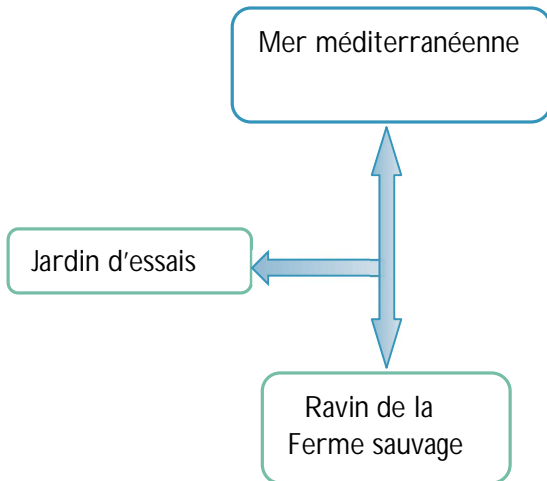 Mer méditerranéenne
Jardin d’essais
Ravin de la
Ferme sauvage